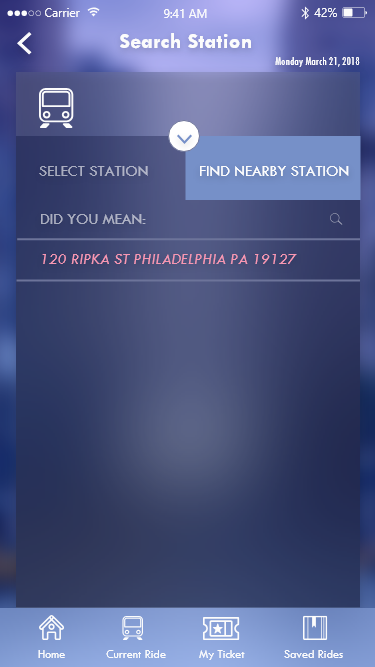 Carrier 9:41 AM 42%
Search Station
Monday March 21, 2018
SELECT STATION FIND NEARBY STATION
DID YOU MEAN:
120 RIPKA ST PHILADELPHIA PA 19127
Home Current Ride My Ticket Saved Rides